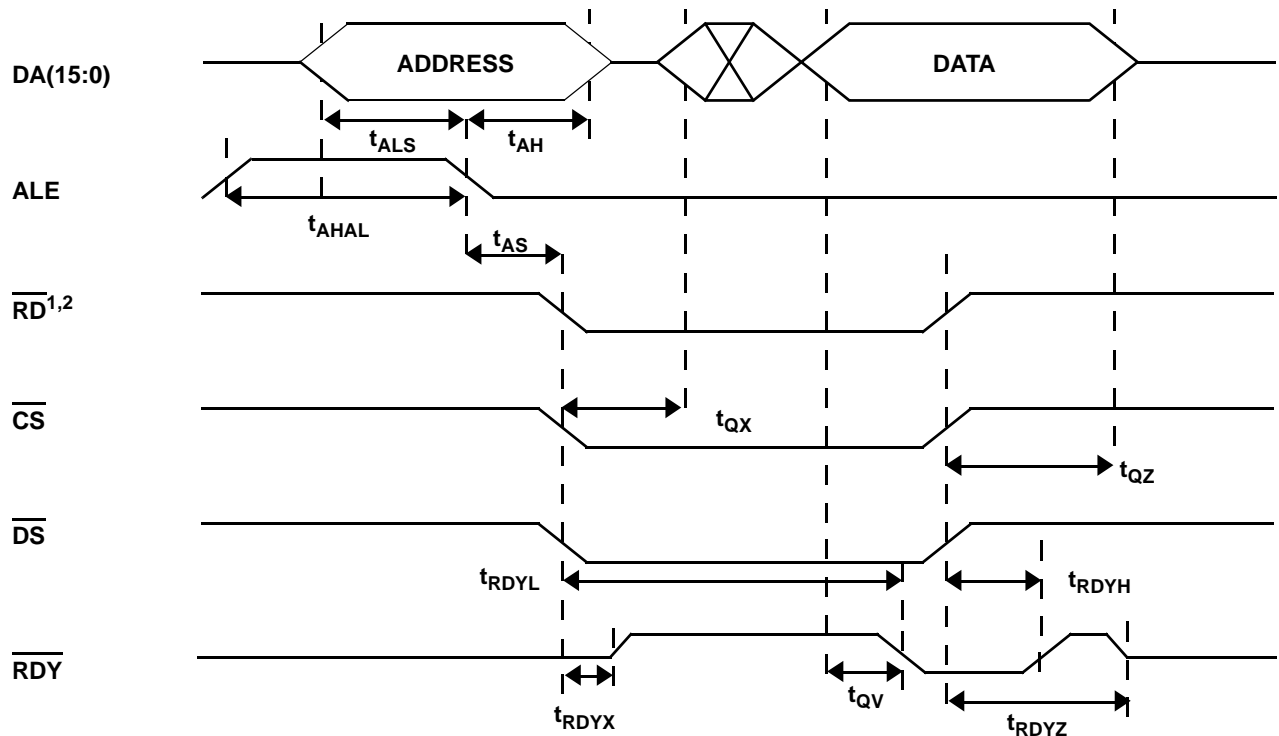 DA(15:0)
ADDRESS
DATA
tALS
tAH
ALE
tAHAL
tAS
RD1,2
CS
tQX
tQZ
DS
tRDYL
tRDYH
RDY
tRDYX
tQV
tRDYZ